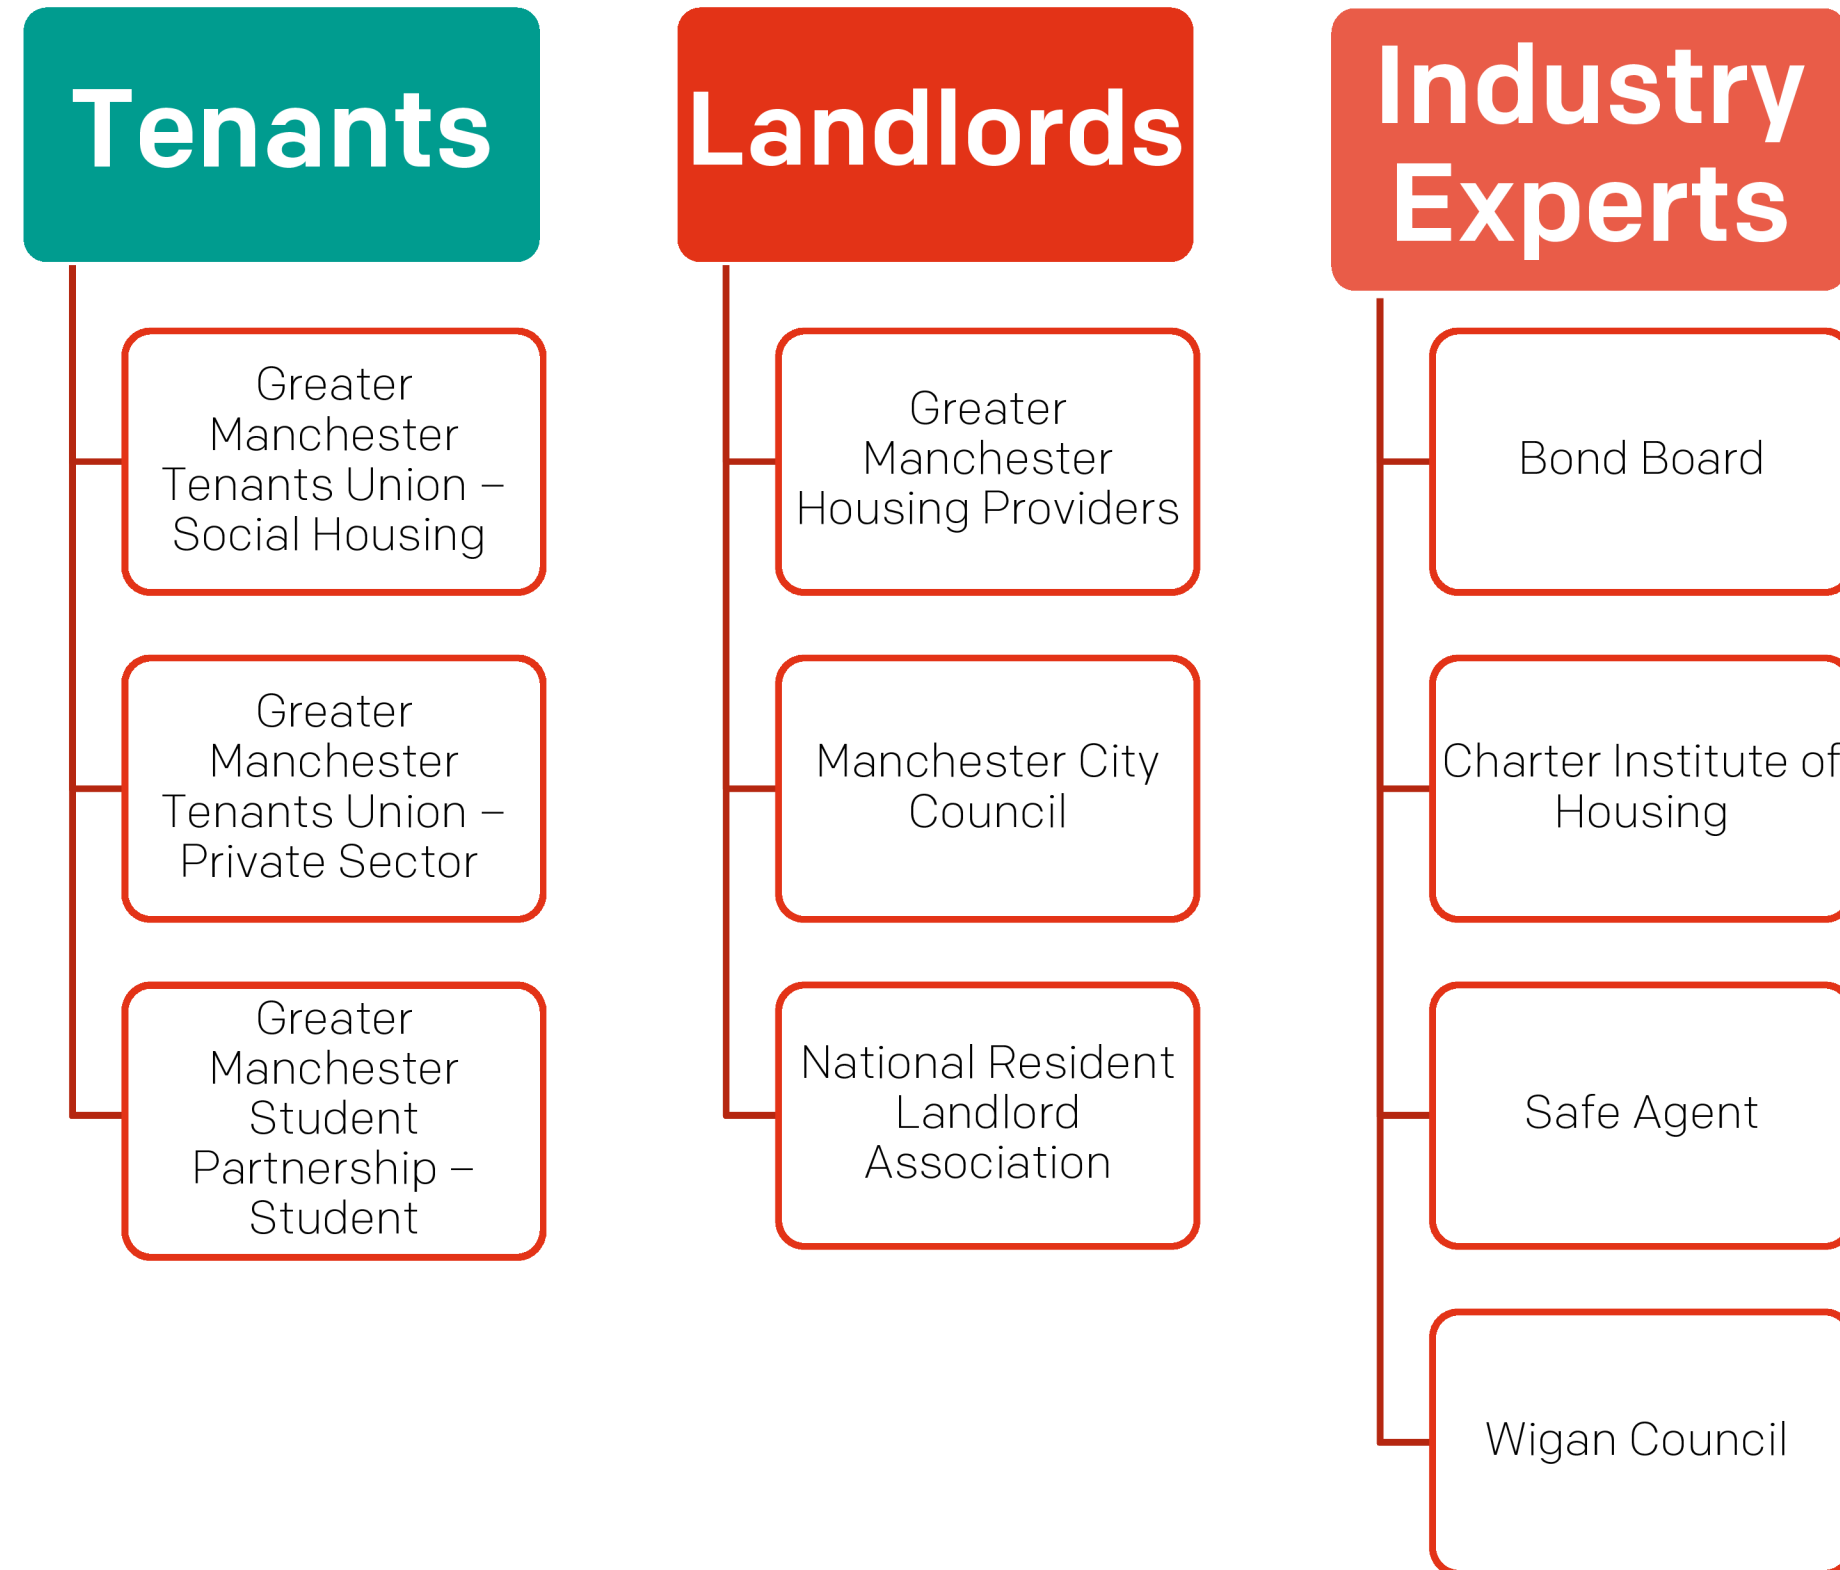 Tenants
Greater
Manchester
Tenants Union –
Social Housing
Greater
Manchester
Tenants Union –
Private Sector
Greater
Manchester
Student
Partnership –
Student
Landlords
Greater
Manchester
Housing Providers
Manchester City
Council
National Resident
Landlord
Association
Industry
Experts
Bond Board
Charter Institute of
Housing
Safe Agent
Wigan Council